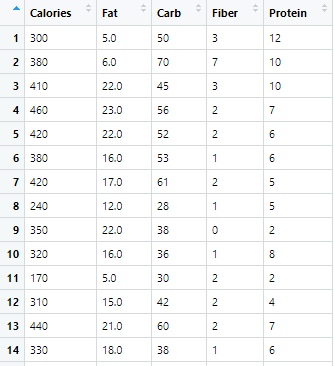 Calories Fat Carb Fiber Protein
1 300 5.0 50 3 12
2 380 6.0 70 7 10
3 410 22.0 45 3 10
4 460 23.0 56 2 7
5 420 22.0 52 2 6
6 380 16.0 53 1 6
7 420 17.0 61 2 5
8 240 12.0 28 1 5
9 350 22.0 38 0 2
10 320 16.0 36 1 8
11 170 5.0 30 2 2
12 310 15.0 42 2 4
13 440 21.0 60 2 7
14 330 18.0 38 1 6